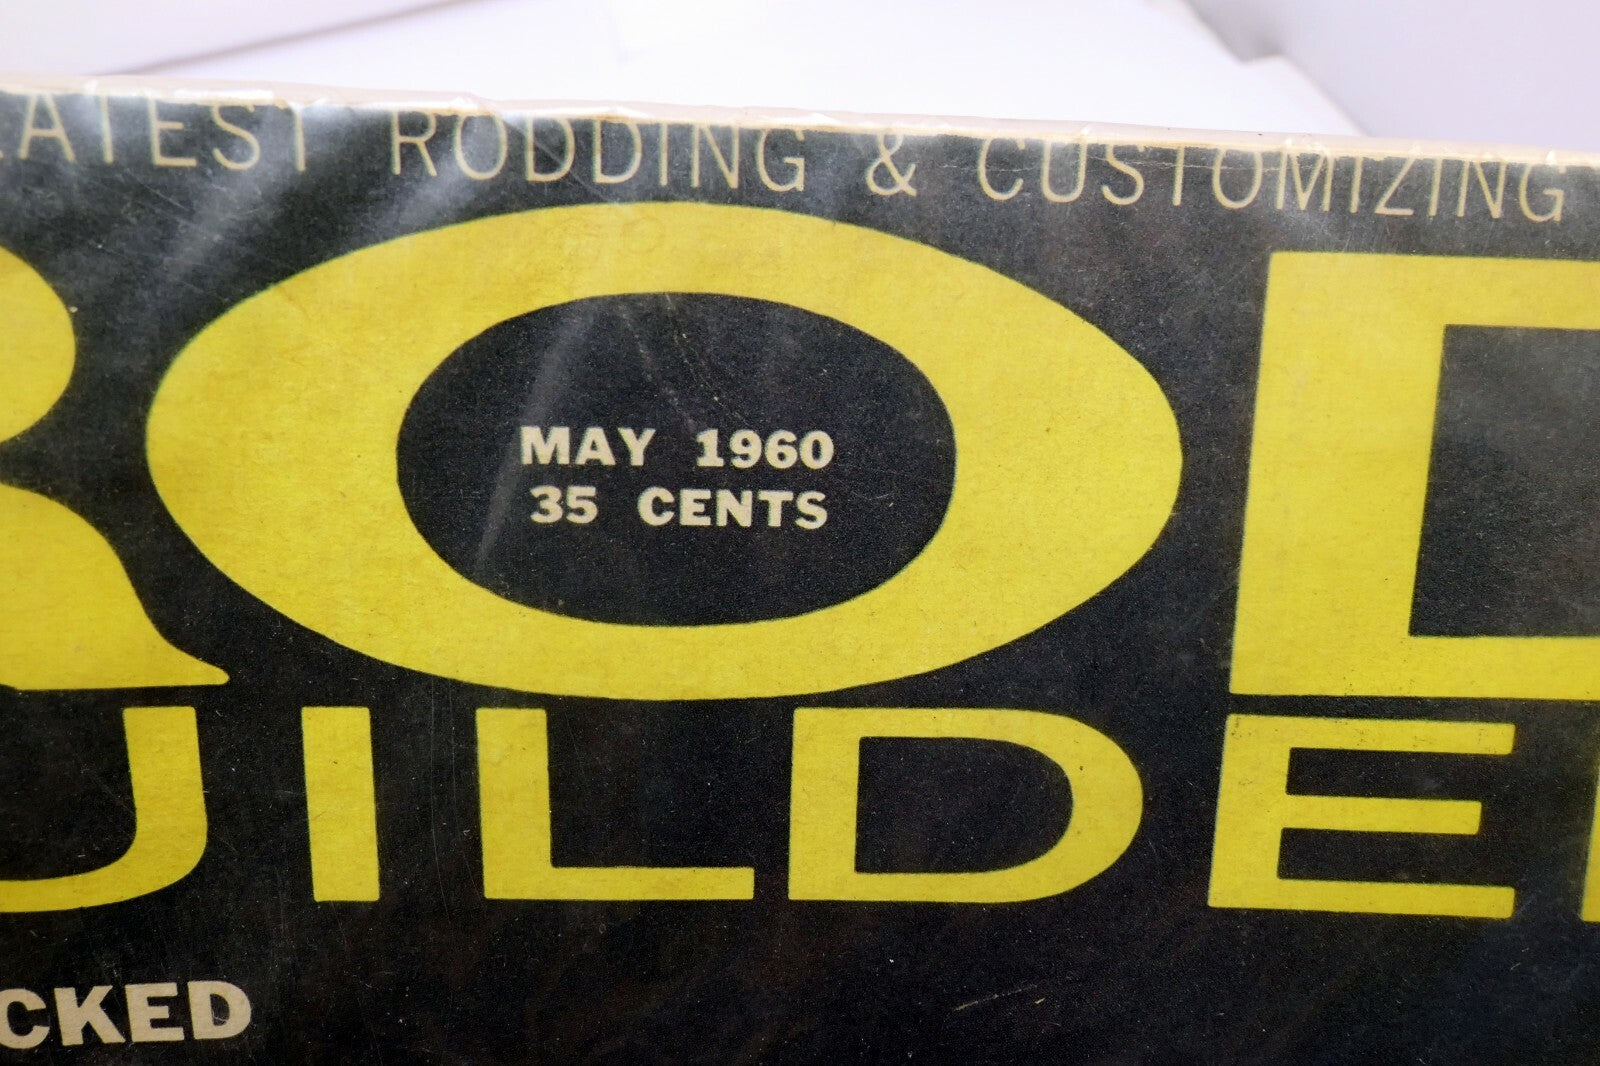 LATEST RODDING & CUSTOMIZING
ROD
MAY 1960
35 CENTS
UILDE
CKED